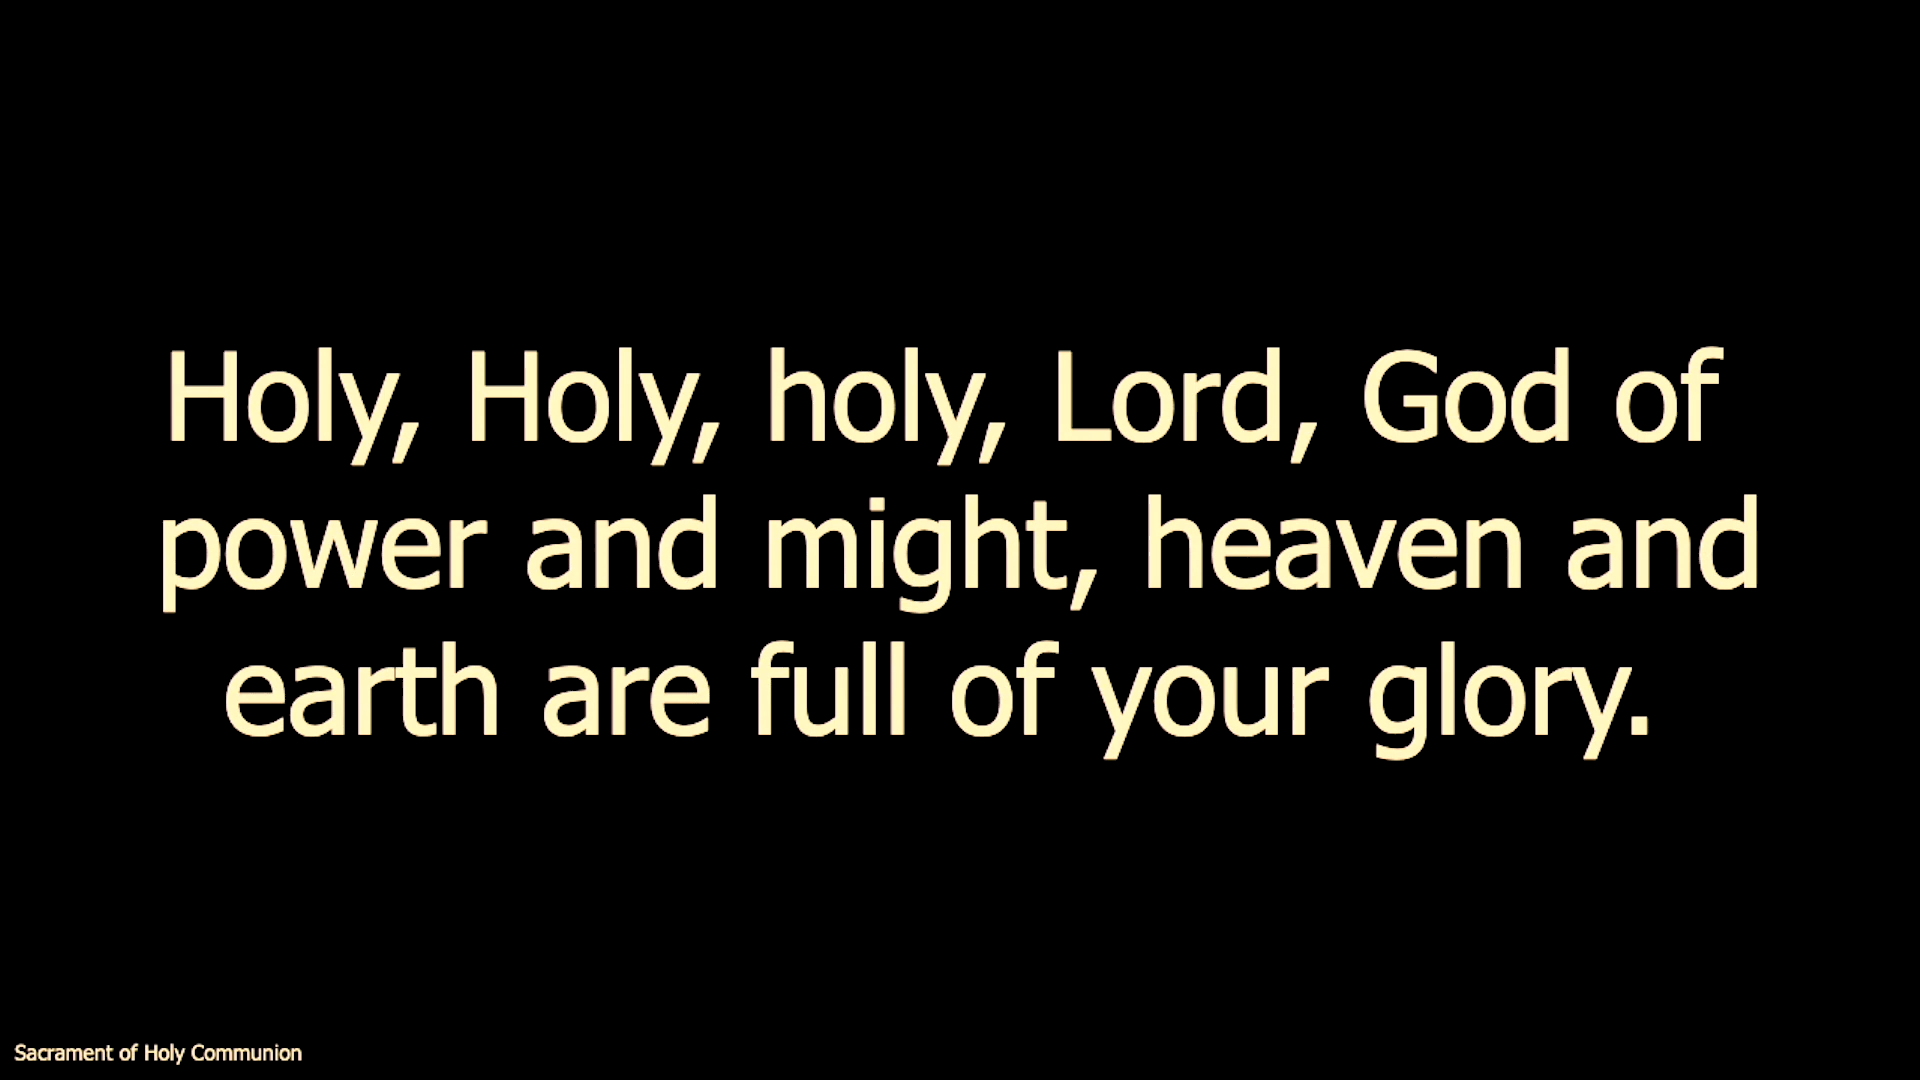 Holy, Holy, holy, Lord, God of
power and might, heaven and
earth are full of your glory.
Sacrament of Holy Communion